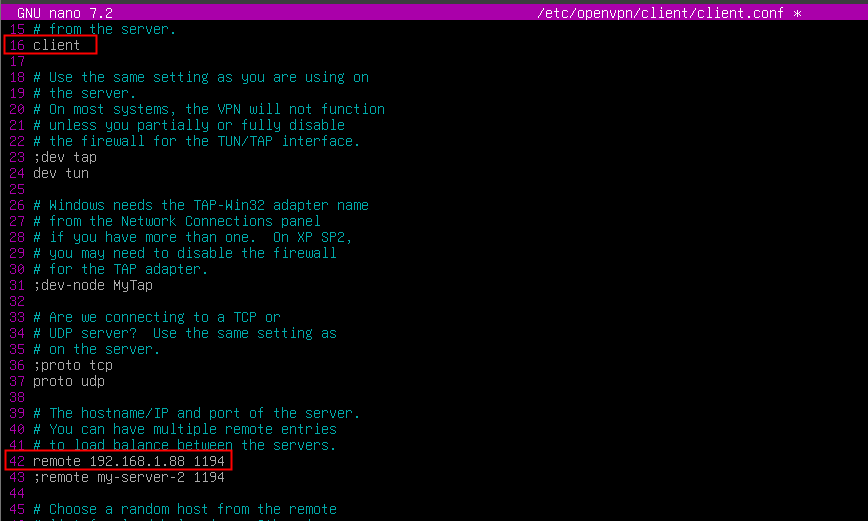 GNU nano 7.2 /etc/openvpn/client/client.conf *
15 # from the server.
16 client
17
18 # Use the same setting as you are using on
19 # the server.
20 # On most systems, the VPN will not function
21 # unless you partially or fully disable
22 # the firewall for the TUN/TAP interface.
23 ;dev tap
24 dev tun
25
26 # Windows needs the TAP-Win32 adapter name
27 # from the Network Connections panel
28 # if you have more than one.  On XP SP2,
29 # you may need to disable the firewall
30 # for the TAP adapter.
31 ;dev-node MyTap
32
33 # Are we connecting to a TCP or
34 # UDP server?  Use the same setting as
35 # on the server.
36 ;proto tcp
37 proto udp
38
39 # The hostname/IP and port of the server.
40 # You can have multiple remote entries
41 # to load balance between the servers.
42 remote 192.168.1.88 1194
43 ;remote my-server-2 1194
44
45 # Choose a random host from the remote